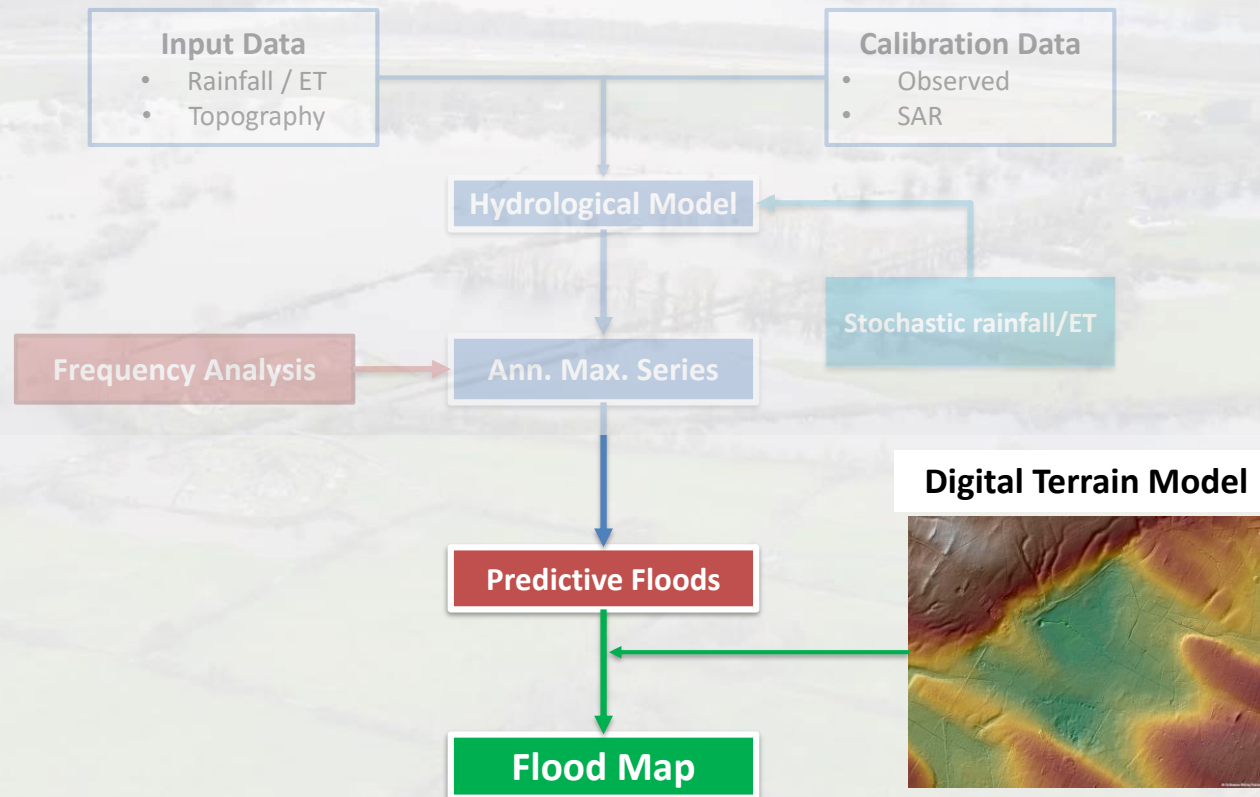 Input Data
• Rainfall / ET
• Topography
Calibration Data
• Observed
• SAR
Hydrological Model
Stochastic rainfall/ET
Frequency Analysis
Ann. Max. Series
Digital Terrain Model
Predictive Floods
Flood Map